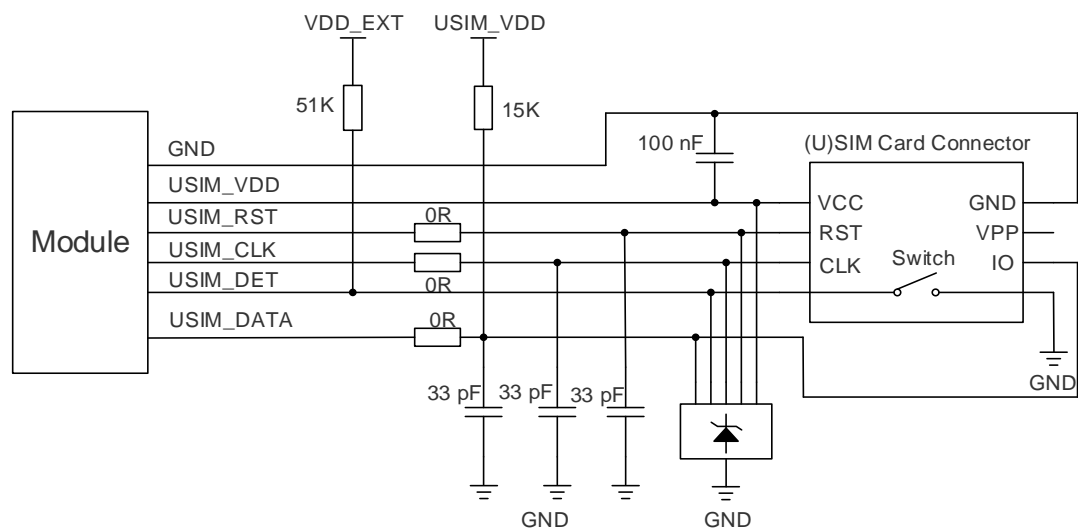 VDD_EXT USIM_VDD
51K 15K
GND 100 nF (U)SIM Card Connector
USIM_VDD VCC GND
USIM_RST 0R RST VPP
Module
USIM_CLK CLK Switch IO
USIM_DET 0R
USIM_DATA 0R
GND
33 pF 33 pF 33 pF
GND GND